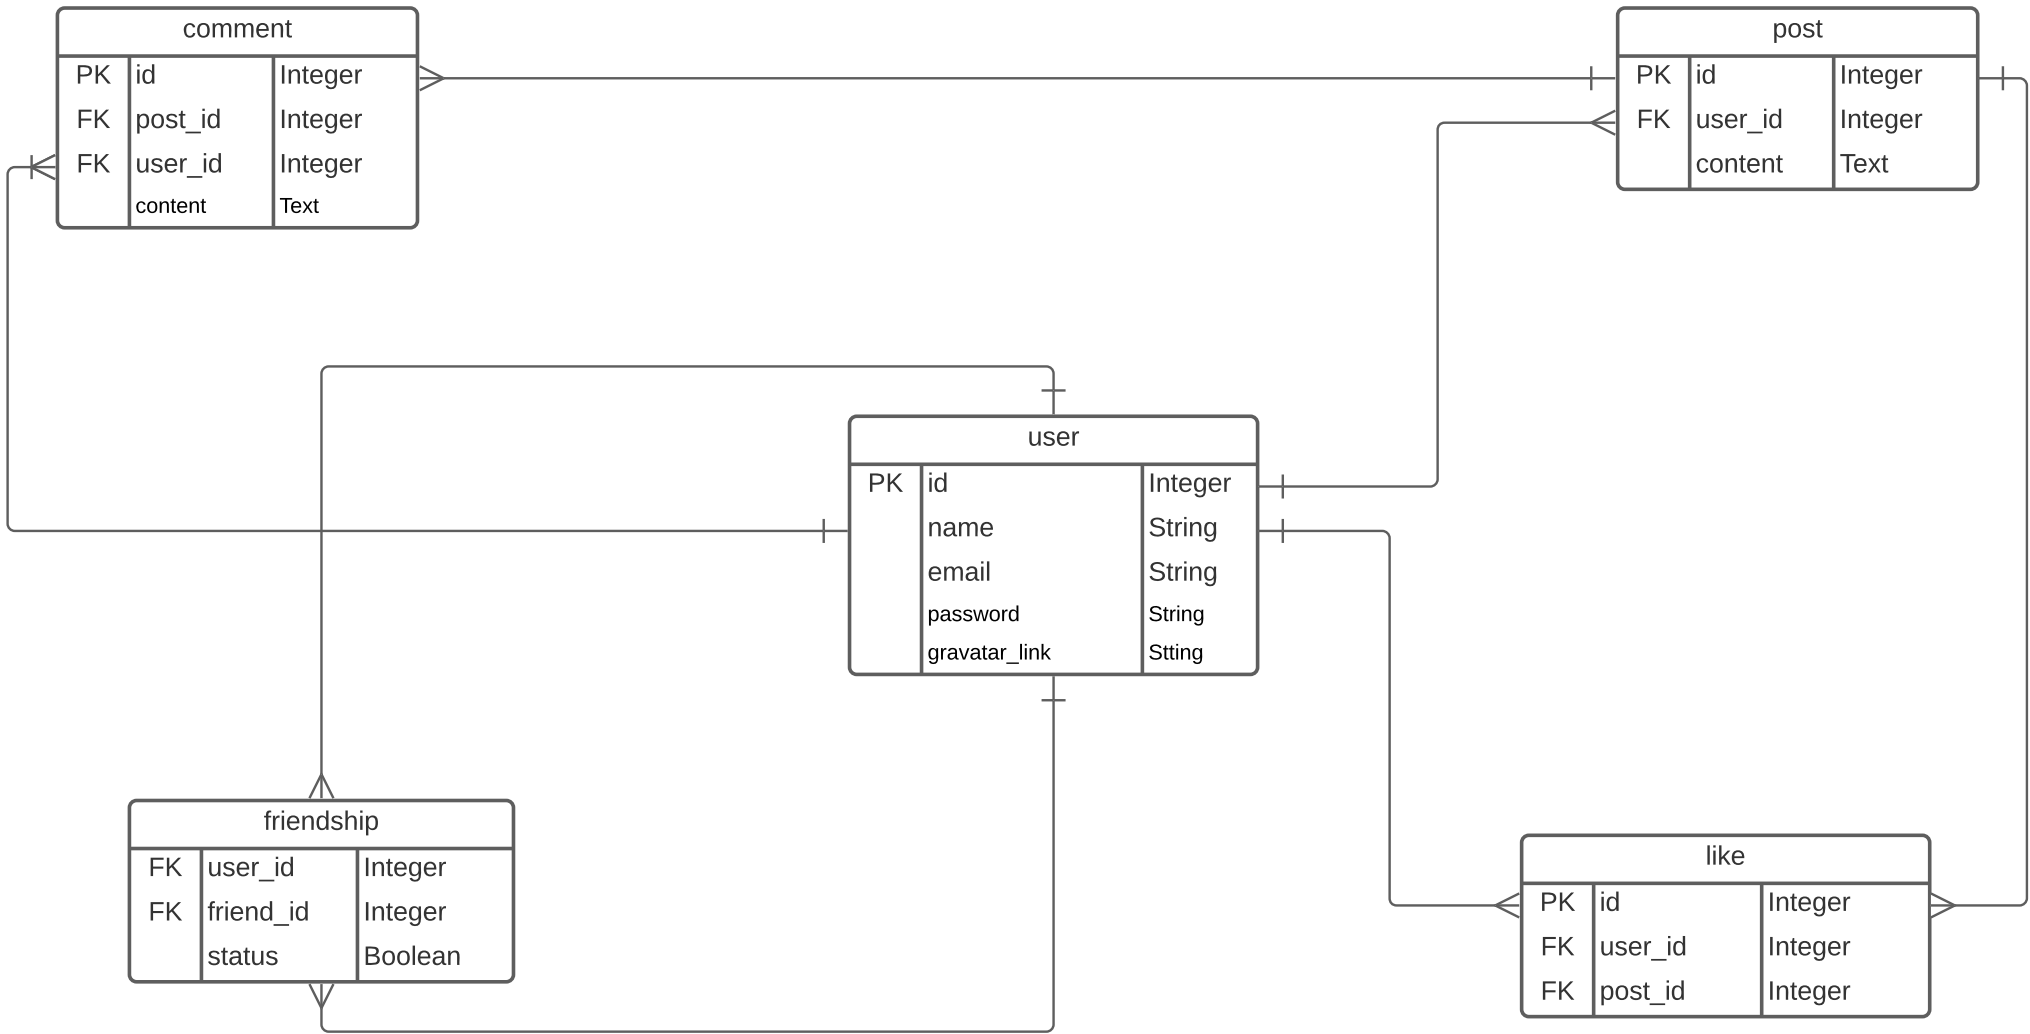 comment
PK id Integer
FK post_id Integer
FK user_id Integer
content Text
post
PK id Integer
FK user_id Integer
content Text
user
PK id Integer
name String
email String
password String
gravatar_link Stting
friendship
FK user_id Integer
FK friend_id Integer
status Boolean
like
PK id Integer
FK user_id Integer
FK post_id Integer